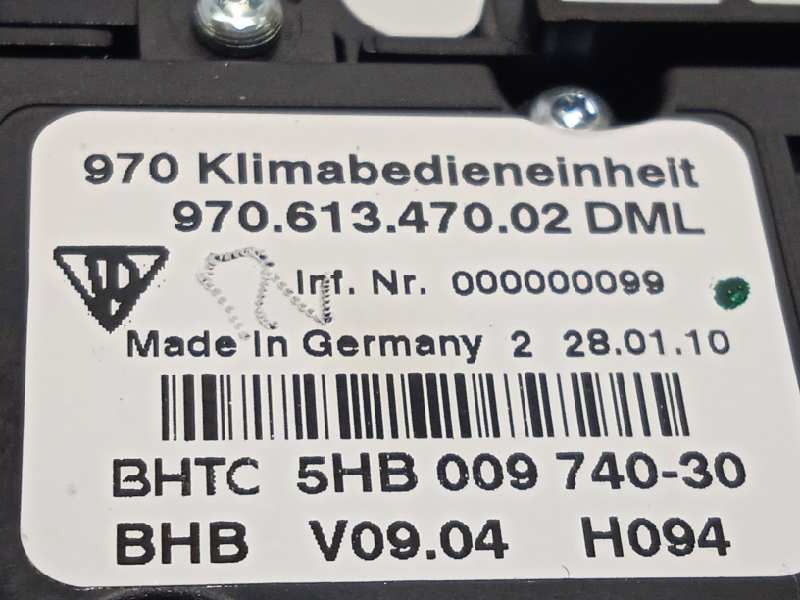 970 Klimabedieneinheit
970.613.470.02 DML
Inf. Nr. 000000099
Made in Germany 2 28.01.10
BHTC 5HB 009 740-30
BHB V09.04 H094